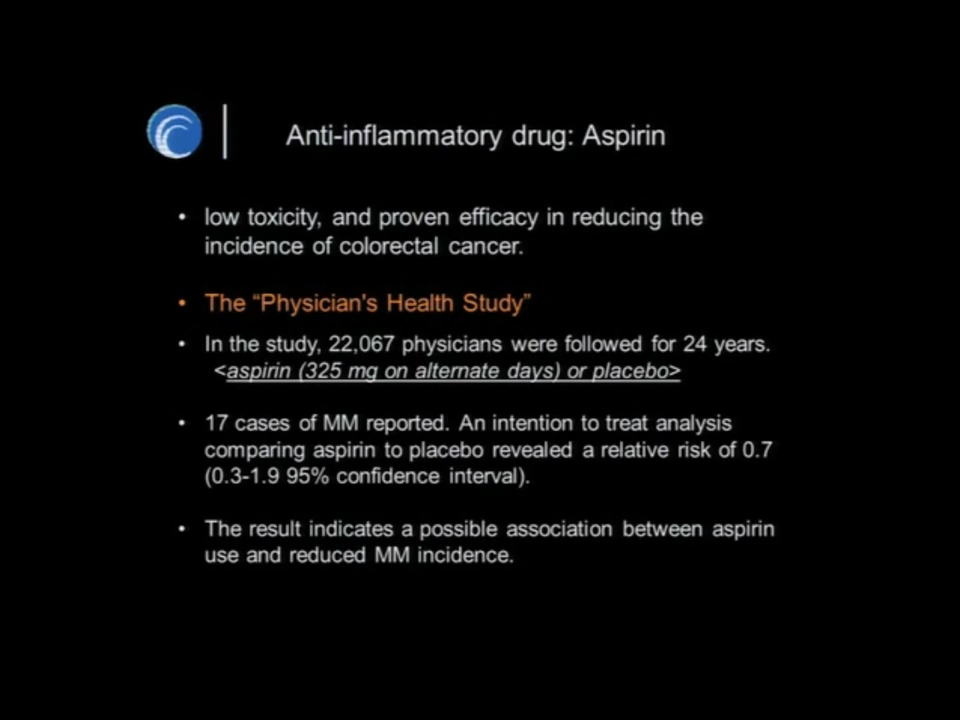 Anti-inflammatory drug: Aspirin
• low toxicity, and proven efficacy in reducing the
incidence of colorectal cancer.
• The “Physician's Health Study”
• In the study, 22,067 physicians were followed for 24 years.
<aspirin (325 mg on alternate days) or placebo>
• 17 cases of MM reported. An intention to treat analysis
comparing aspirin to placebo revealed a relative risk of 0.7
(0.3-1.9 95% confidence interval).
• The result indicates a possible association between aspirin
use and reduced MM incidence.